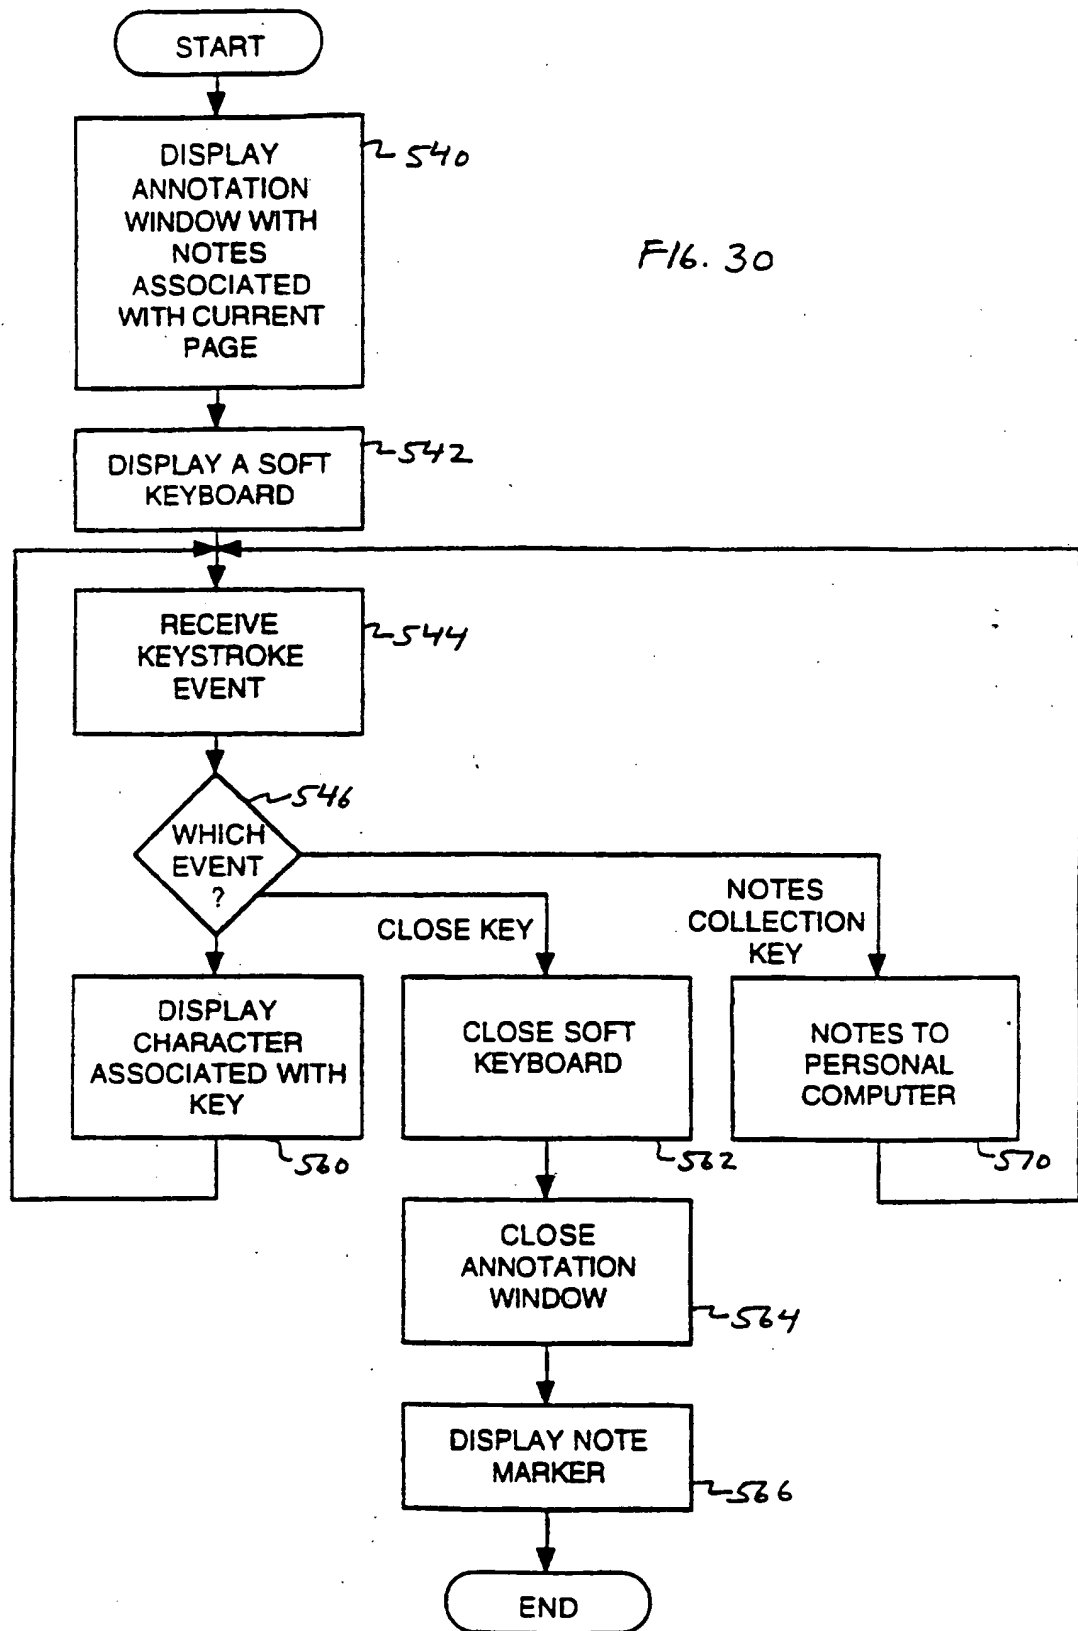 START
DISPLAY
ANNOTATION
WINDOW WITH
NOTES
ASSOCIATED
WITH CURRENT
PAGE
540
FIG. 30
DISPLAY A SOFT
KEYBOARD
542
RECEIVE
KEYSTROKE
EVENT
544
WHICH
EVENT
?
546
CLOSE KEY
NOTES
COLLECTION
KEY
DISPLAY
CHARACTER
ASSOCIATED WITH
KEY
560
CLOSE SOFT
KEYBOARD
562
NOTES TO
PERSONAL
COMPUTER
570
CLOSE
ANNOTATION
WINDOW
564
DISPLAY NOTE
MARKER
566
END